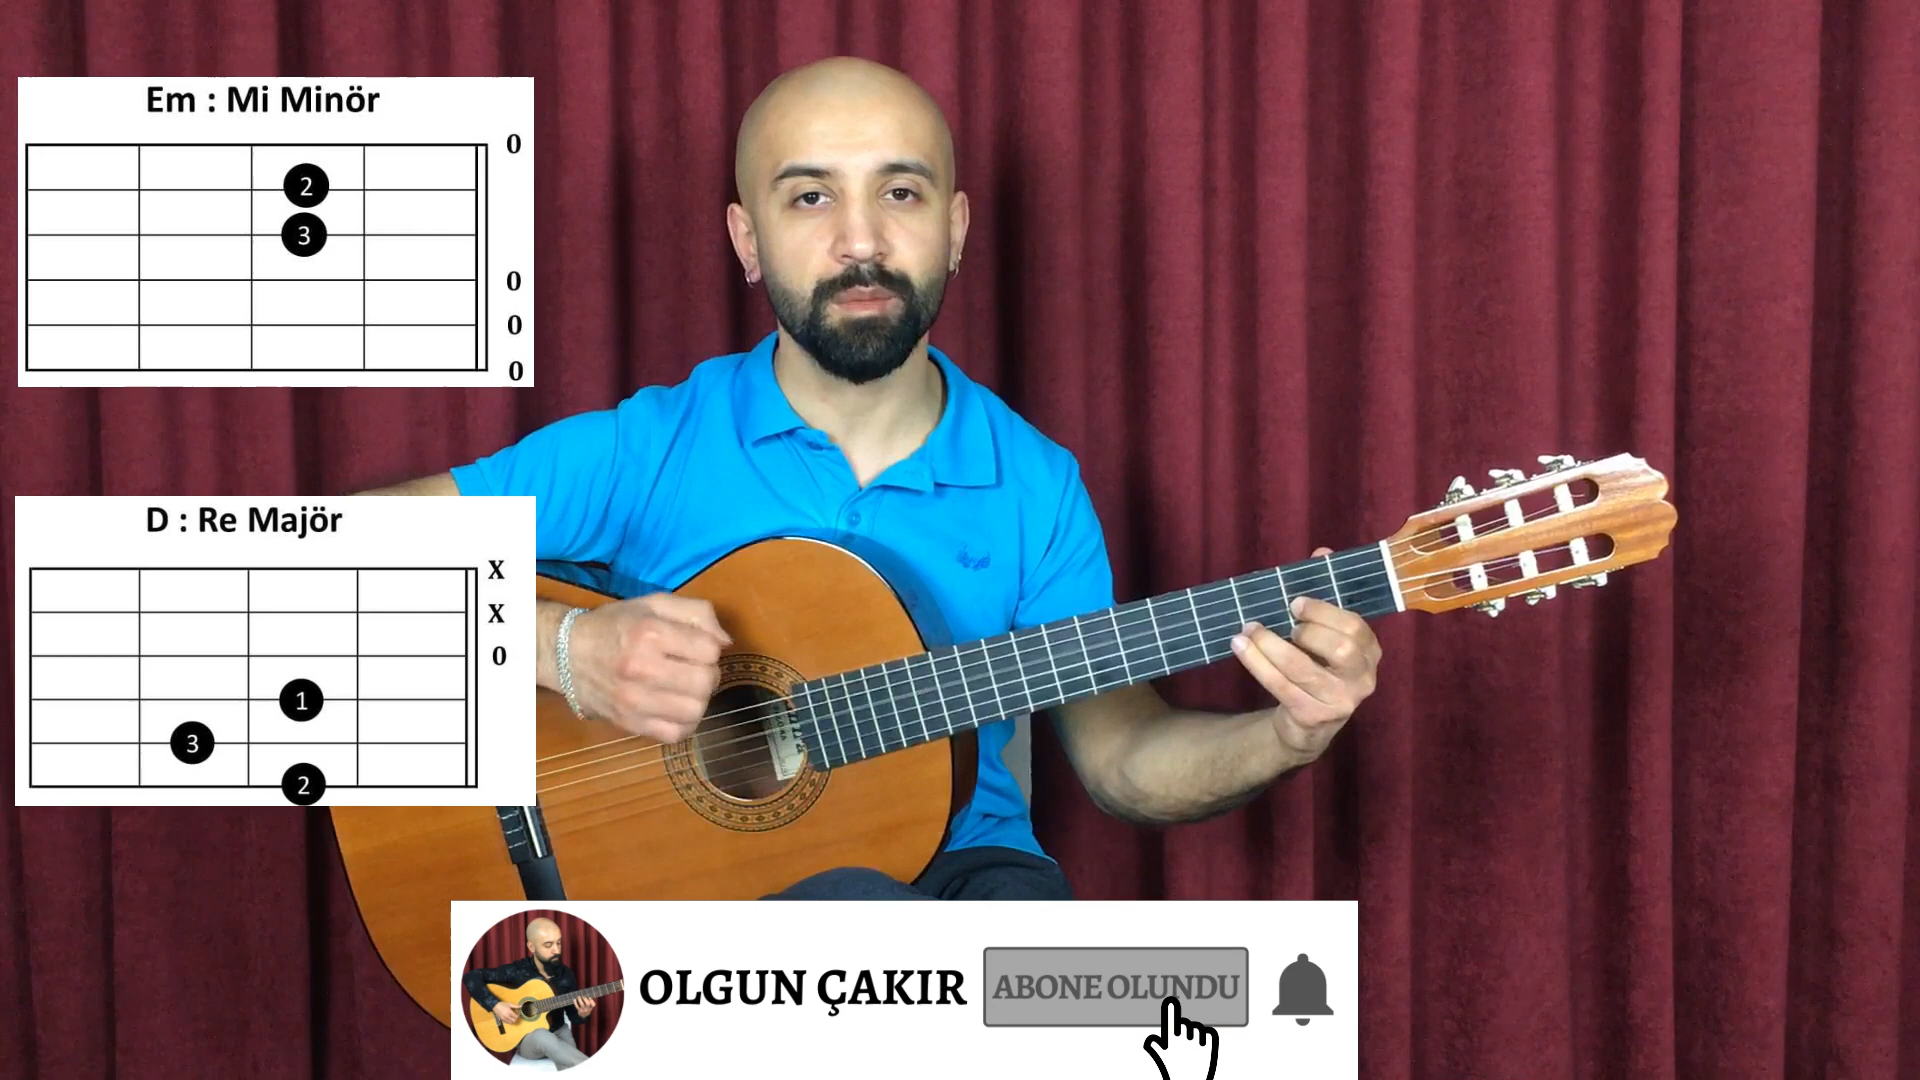 Em : Mi Minör
0
2
3
0
0
0
D : Re Majör
X
X
0
1
3
2
OLGUN ÇAKIR
ABONE OLUNDU